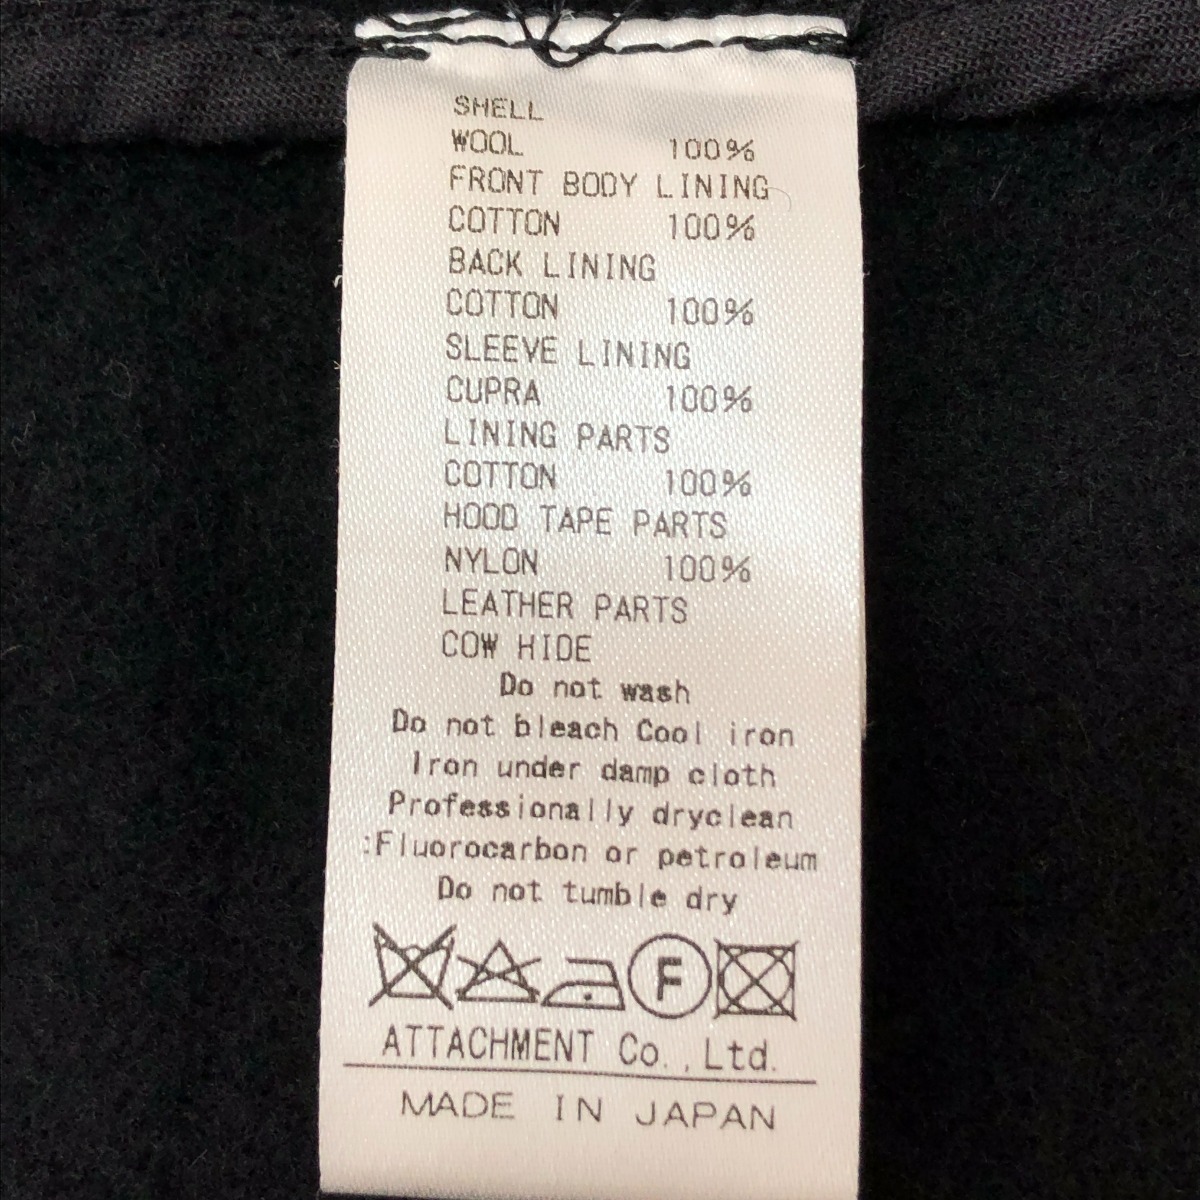 SHELL
WOOL 100%
FRONT BODY LINING
COTTON 100%
BACK LINING
COTTON 100%
SLEEVE LINING
CUPRA 100%
LINING PARTS
COTTON 100%
HOOD TAPE PARTS
NYLON 100%
LEATHER PARTS
COW HIDE
Do not wash
Do not bleach Cool iron
Iron under damp cloth
Professionally dryclean
:Fluorocarbon or petroleum
Do not tumble dry
F
ATTACHMENT Co.,Ltd.
MADE IN JAPAN